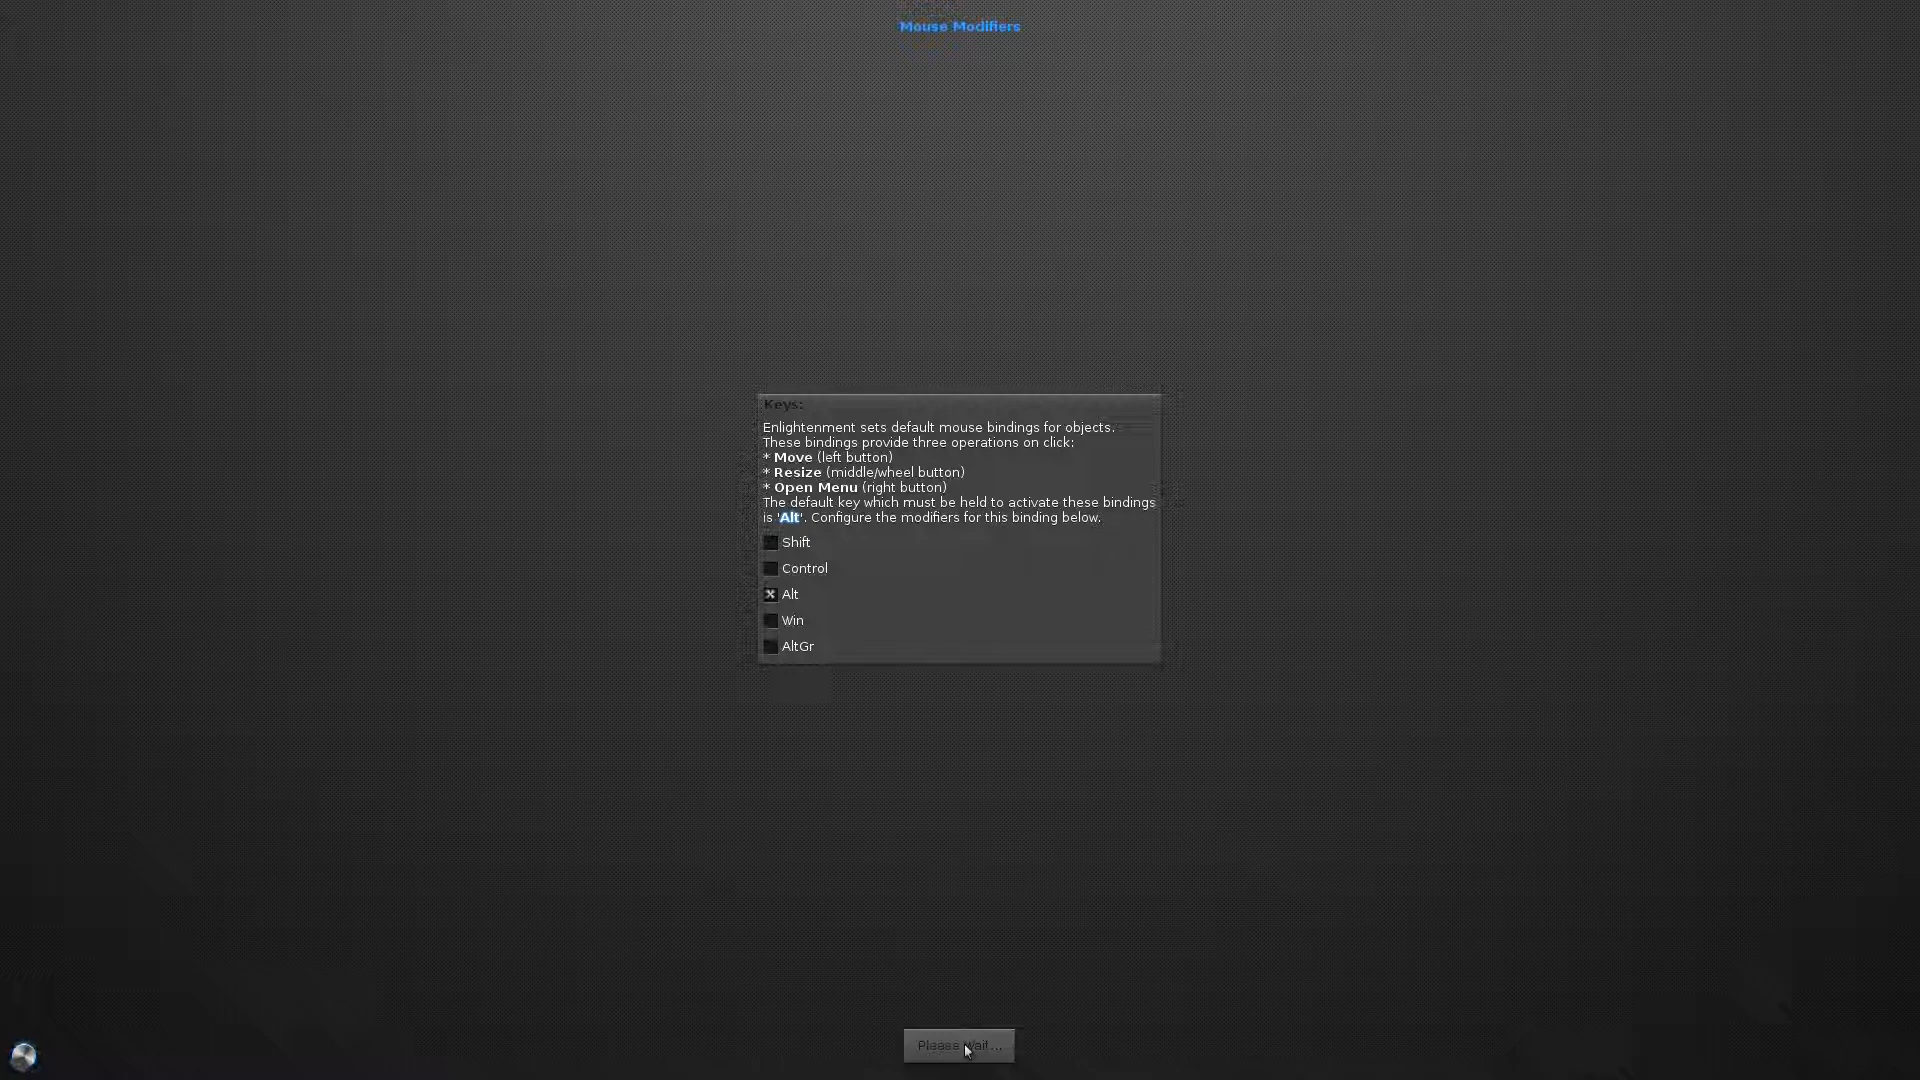 Mouse Modifiers
Keys:
Enlightenment sets default mouse bindings for objects.
These bindings provide three operations on click:
* Move (left button)
* Resize (middle/wheel button)
* Open Menu (right button)
The default key which must be held to activate these bindings
is 'Alt'. Configure the modifiers for this binding below.
Shift
Control
Alt
Win
AltGr
Please Wait...